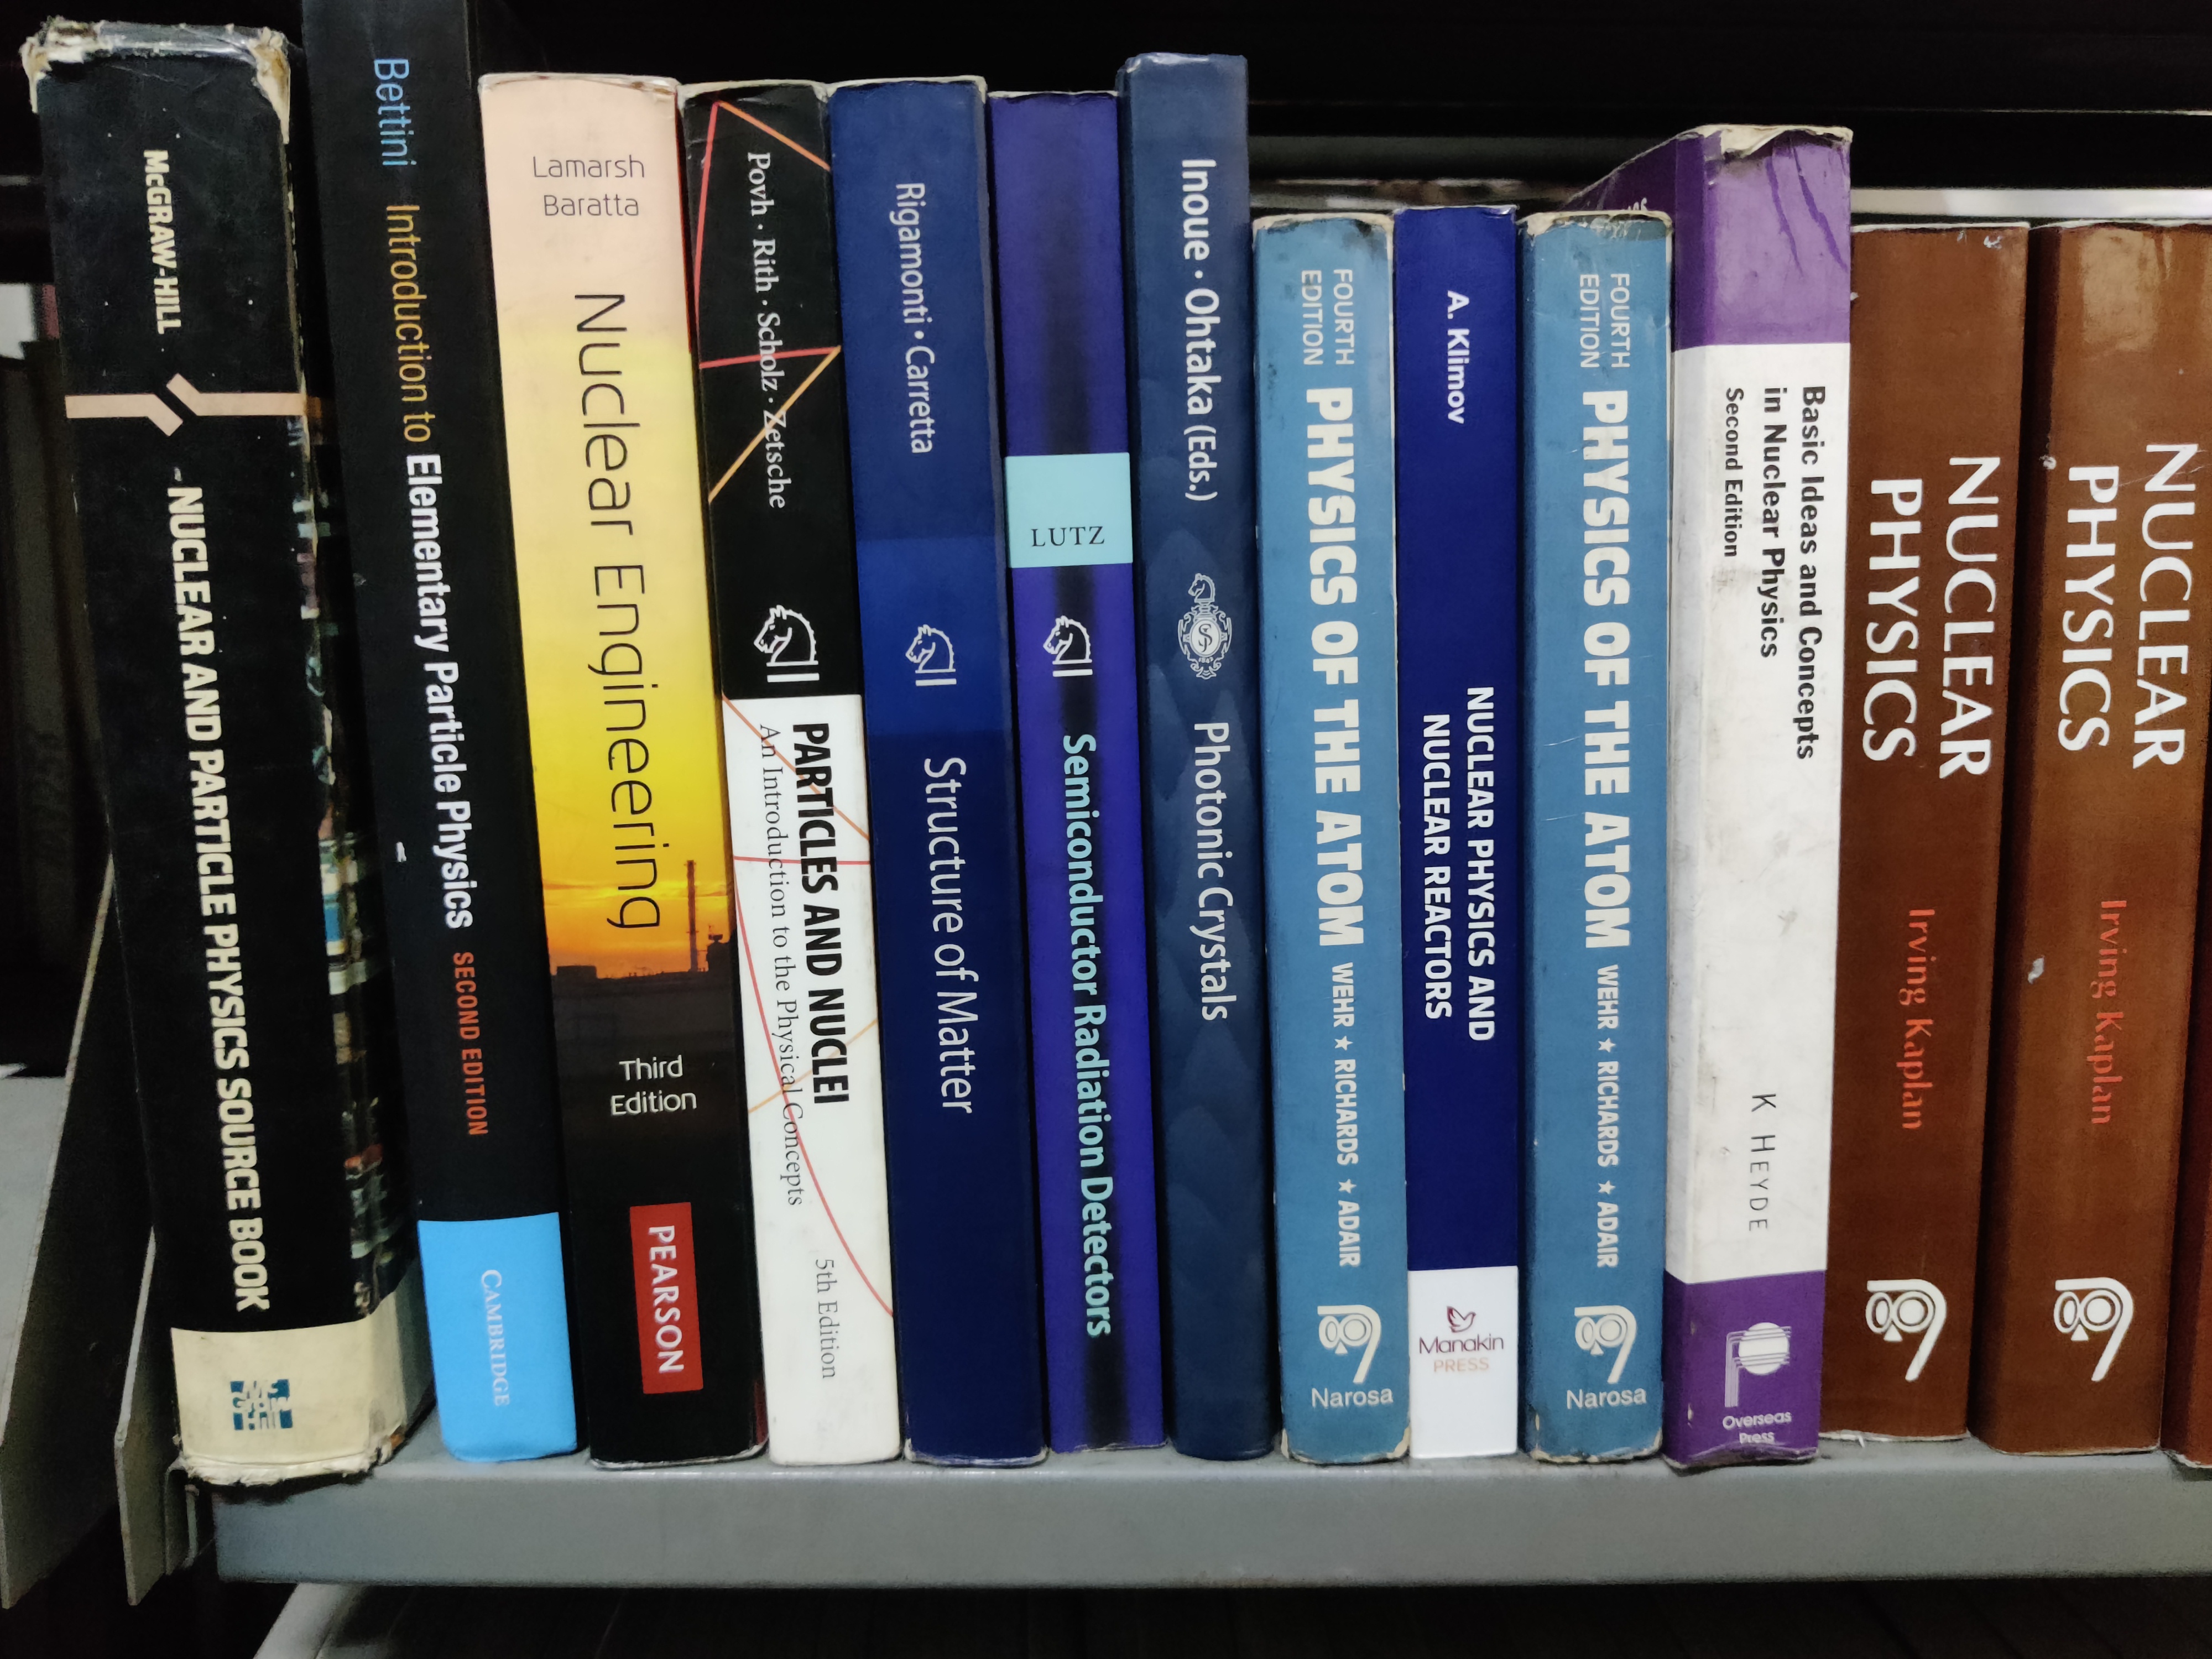 McGRAW-HILL
NUCLEAR AND PARTICLE PHYSICS SOURCE BOOK
Bettini
Introduction to Elementary Particle Physics
SECOND EDITION
CAMBRIDGE
Lamarsh
Baratta
Nuclear Engineering
Third
Edition
PEARSON
Povh · Rith · Scholz · Zetsche
PARTICLES AND NUCLEI
An Introduction to the Physical Concepts
5th Edition
Rigamonti · Carretta
Structure of Matter
LUTZ
Semiconductor Radiation Detectors
Inoue · Ohtaka (Eds.)
Photonic Crystals
FOURTH
EDITION
PHYSICS OF THE ATOM
WEHR ★ RICHARDS ★ ADAIR
Narosa
A. Klimov
NUCLEAR PHYSICS AND
NUCLEAR REACTORS
Manakin
PRESS
FOURTH
EDITION
PHYSICS OF THE ATOM
WEHR ★ RICHARDS ★ ADAIR
Narosa
Basic Ideas and Concepts
in Nuclear Physics
Second Edition
K HEYDE
Overseas
Press
NUCLEAR
PHYSICS
Irving Kaplan
NUCLEAR
PHYSICS
Irving Kaplan